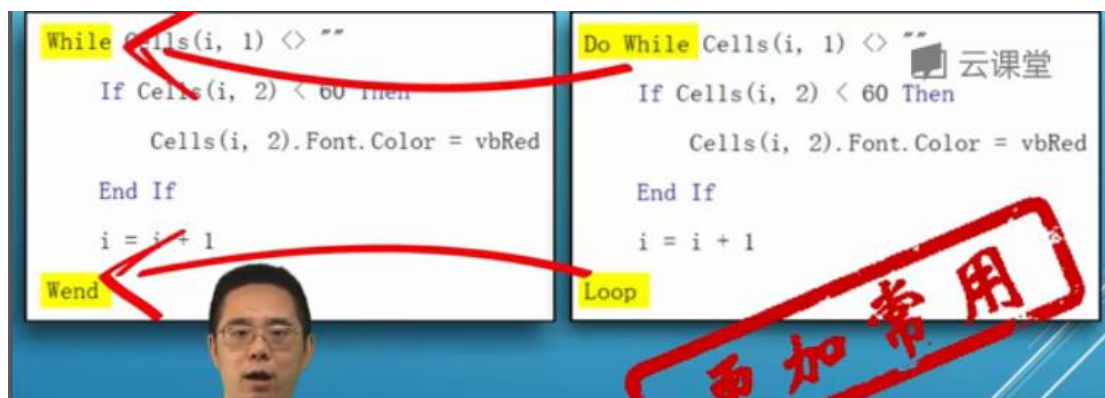 While Cells(i, 1) <> ""
If Cells(i, 2) < 60 Then
Cells(i, 2).Font.Color = vbRed
End If
i = i + 1
Wend
Do While Cells(i, 1) <> ""
云课堂
If Cells(i, 2) < 60 Then
Cells(i, 2).Font.Color = vbRed
End If
i = i + 1
Loop
更加常用